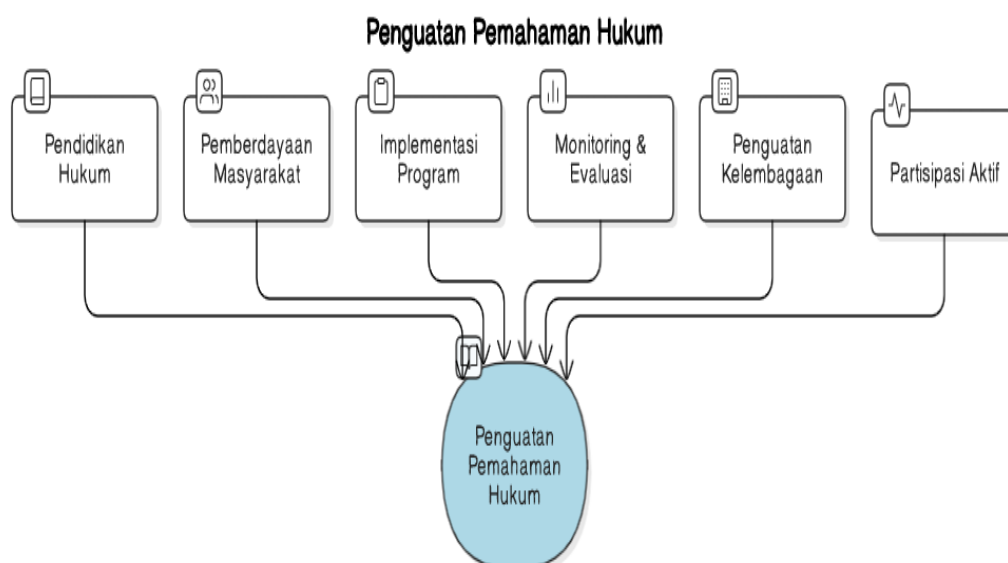 Penguatan Pemahaman Hukum
Pendidikan
Hukum
Pemberdayaan
Masyarakat
Implementasi
Program
Monitoring &
Evaluasi
Penguatan
Kelembagaan
Partisipasi Aktif
Penguatan
Pemahaman
Hukum